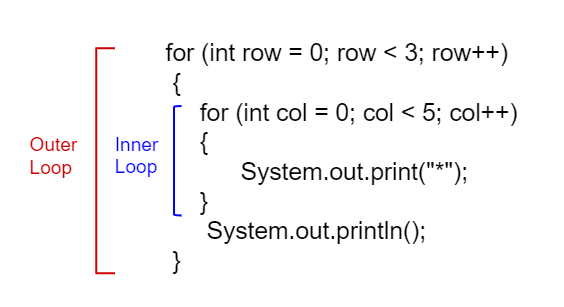 for (int row = 0; row < 3; row++)
{
for (int col = 0; col < 5; col++)
{
System.out.print("*");
}
System.out.println();
}
Outer
Loop
Inner
Loop